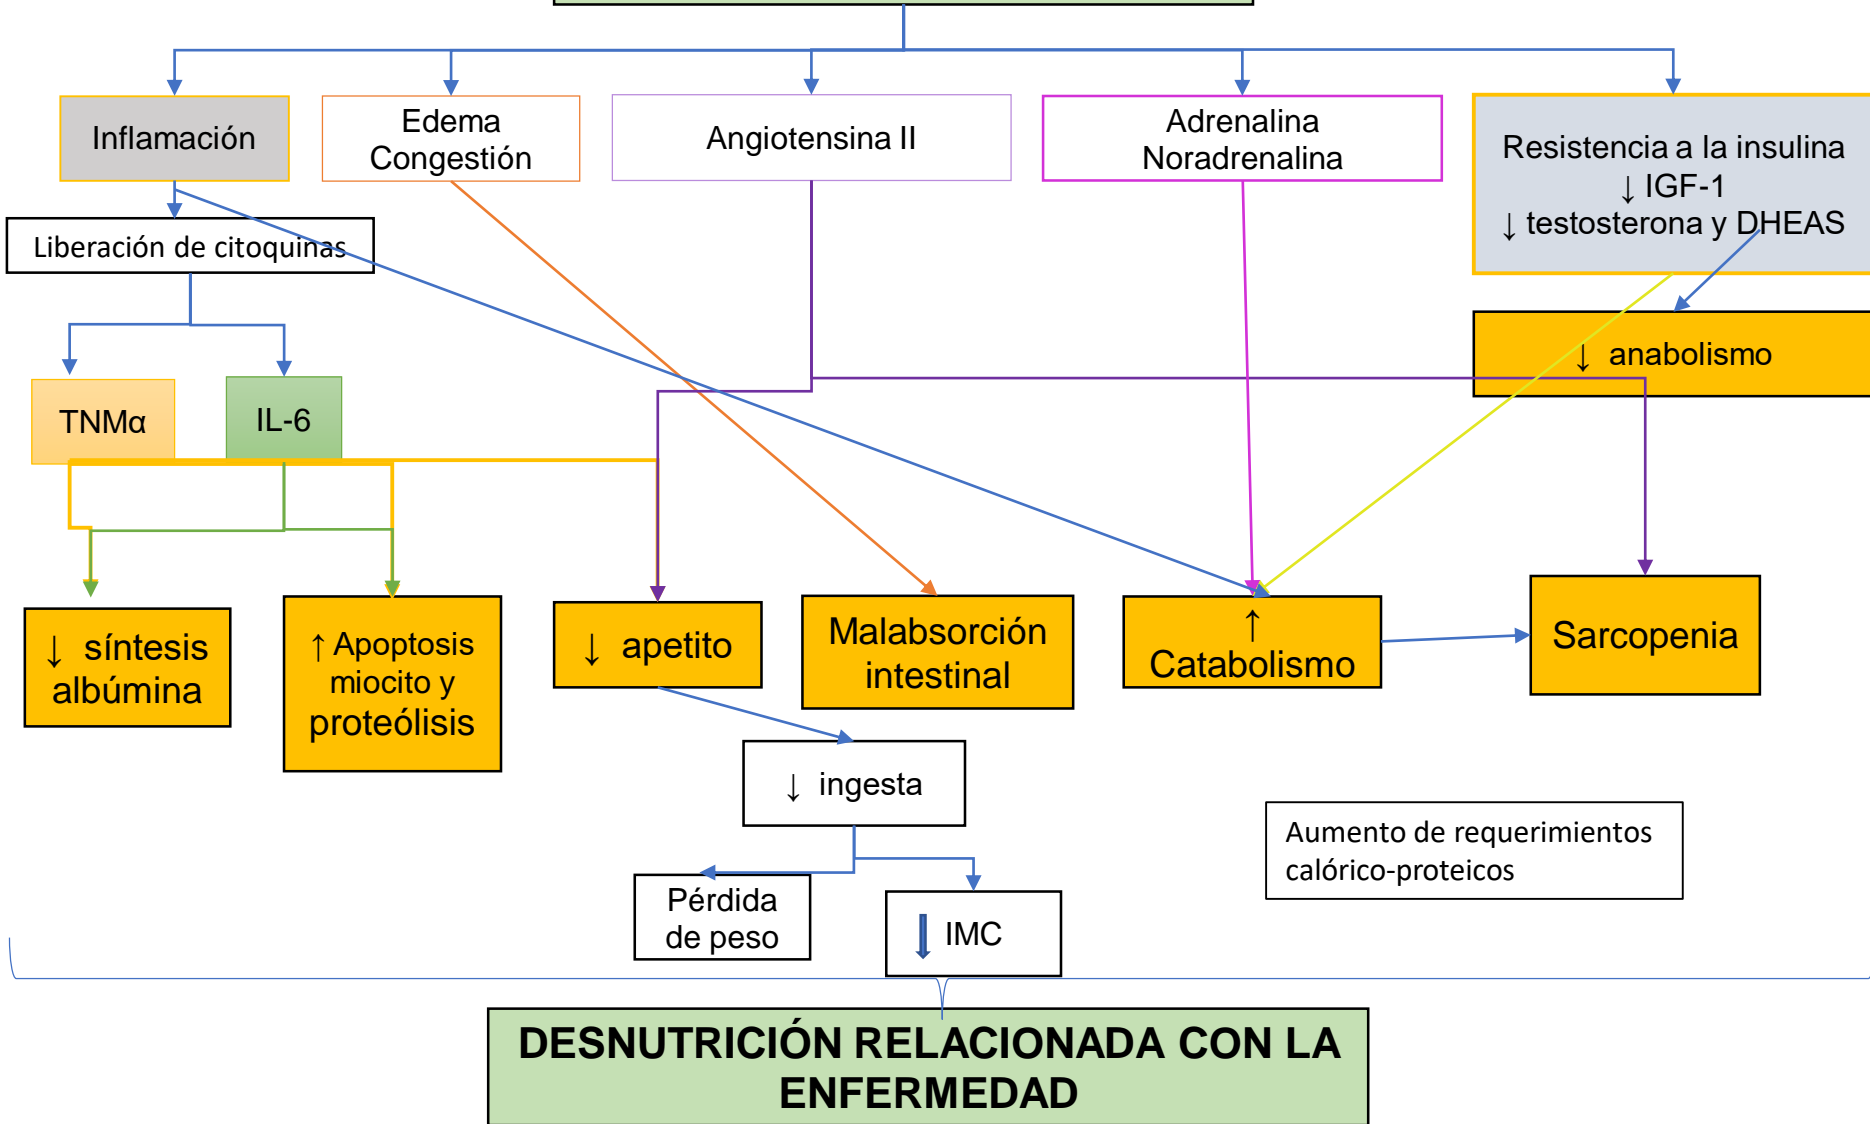 Inflamación
Edema
Congestión
Angiotensina II
Adrenalina
Noradrenalina
Resistencia a la insulina
↓ IGF-1
↓ testosterona y DHEAS
Liberación de citoquinas
↓ anabolismo
TNMα
IL-6
↓ síntesis
albúmina
↑ Apoptosis
miocito y
proteólisis
↓ apetito
Malabsorción
intestinal
↑
Catabolismo
Sarcopenia
↓ ingesta
Aumento de requerimientos
calórico-proteicos
Pérdida
de peso
IMC
DESNUTRICIÓN RELACIONADA CON LA
ENFERMEDAD